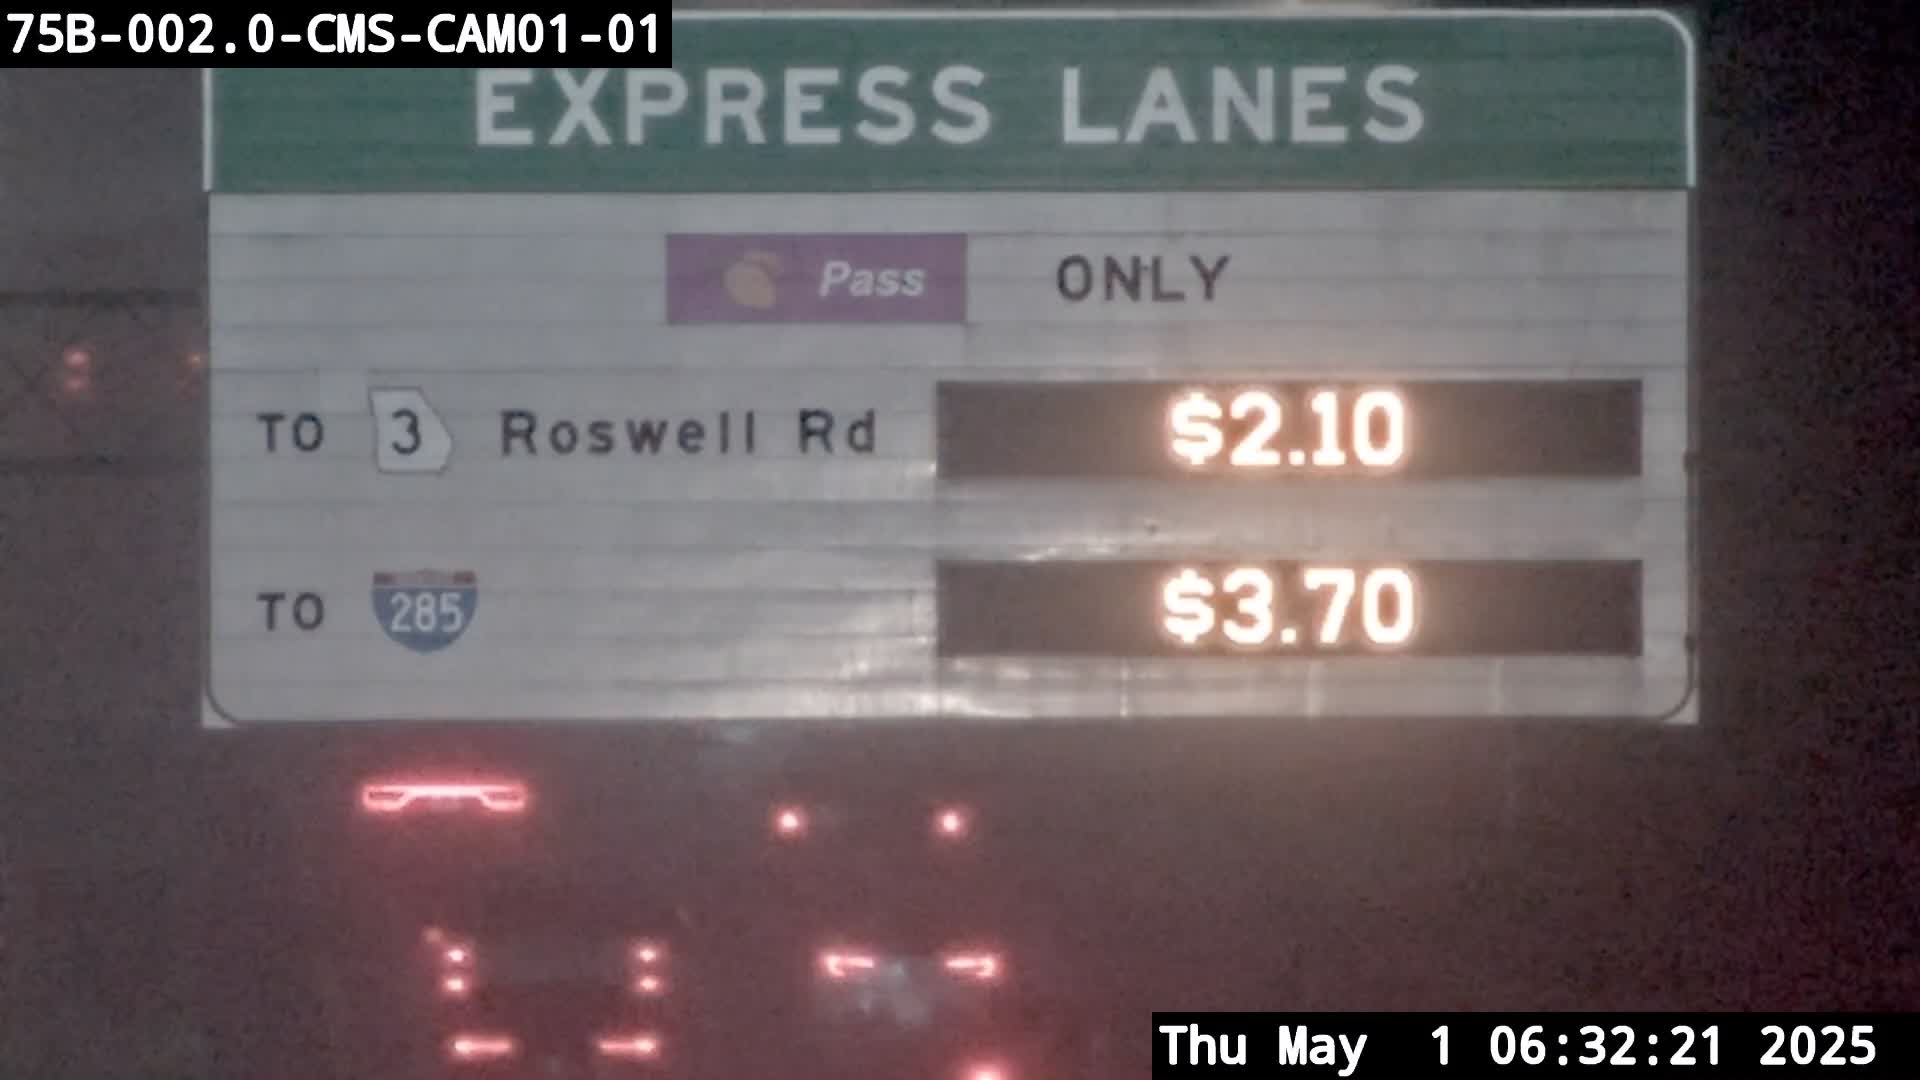 75B-002.0-CMS-CAM01-01
EXPRESS LANES
Pass ONLY
TO 3 Roswell Rd $2.10
TO 285 $3.70
Thu May 1 06:32:21 2025